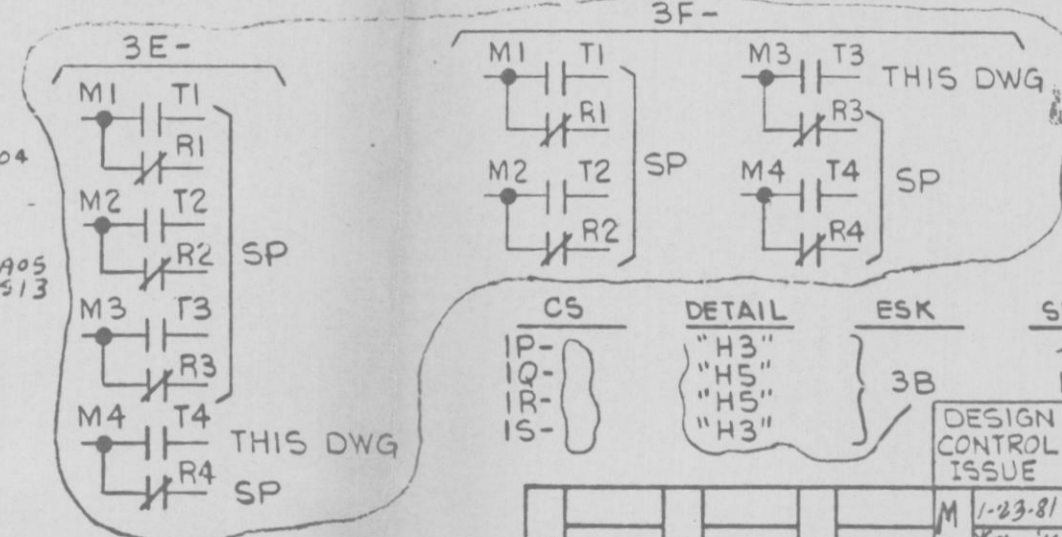 3E-
M1 T1
R1
M2 T2
R2
SP
M3 T3
R3
M4 T4 THIS DWG
R4 SP
3F-
M1 T1
R1
SP
M2 T2
R2
M3 T3 THIS DWG
R3
SP
M4 T4
R4
04
A05
513
CS DETAIL ESK S
1P- "H3"
1Q- "H5"
1R- "H5"
1S- "H3"
3B
DESIGN
CONTROL
ISSUE
M 1-23-81